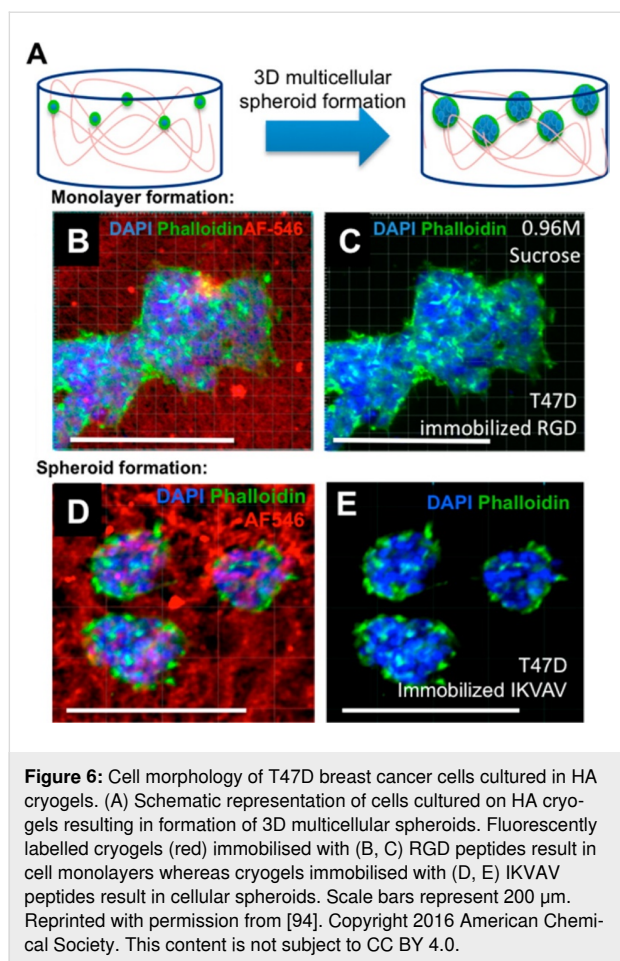 A
3D multicellular
spheroid formation
Monolayer formation:
B
DAPI PhalloidinAF-546
C
DAPI Phalloidin
0.96M
Sucrose
T47D
immobilized RGD
Spheroid formation:
D
DAPI Phalloidin
AF546
E
DAPI Phalloidin
T47D
Immobilized IKVAV
Figure 6: Cell morphology of T47D breast cancer cells cultured in HA
cryogels. (A) Schematic representation of cells cultured on HA cryo-
gels resulting in formation of 3D multicellular spheroids. Fluorescently
labelled cryogels (red) immobilised with (B, C) RGD peptides result in
cell monolayers whereas cryogels immobilised with (D, E) IKVAV
peptides result in cellular spheroids. Scale bars represent 200 µm.
Reprinted with permission from [94]. Copyright 2016 American Chemi-
cal Society. This content is not subject to CC BY 4.0.